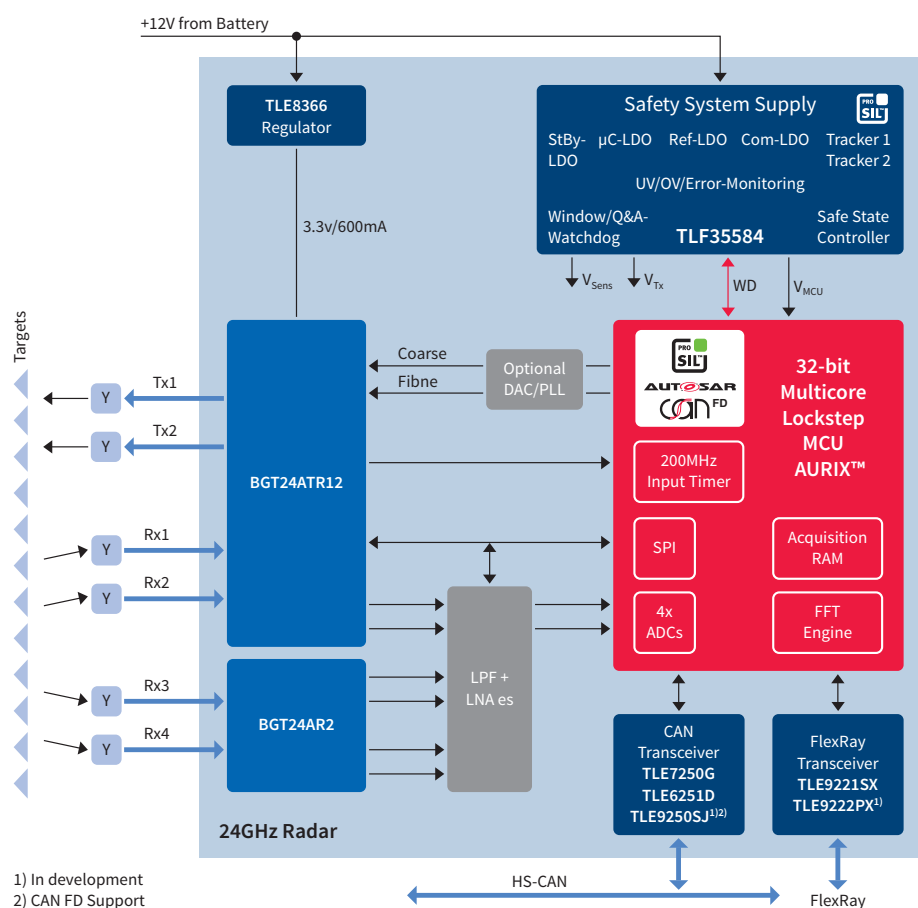 +12V from Battery
TLE8366
Regulator
Safety System Supply
PRO
SIL
StBy-
LDO
µC-LDO
Ref-LDO
Com-LDO
Tracker 1
Tracker 2
UV/OV/Error-Monitoring
Window/Q&A-
Watchdog
TLF35584
Safe State
Controller
3.3v/600mA
VSens
VTx
WD
VMCU
Targets
Coarse
Fibne
Optional
DAC/PLL
PRO
SIL
AUTOSAR
CAN FD
32-bit
Multicore
Lockstep
MCU
AURIX™
Y
Tx1
Y
Tx2
BGT24ATR12
200MHz
Input Timer
Y
Rx1
Y
Rx2
SPI
Acquisition
RAM
4x
ADCs
FFT
Engine
LPF +
LNA es
Y
Rx3
Y
Rx4
BGT24AR2
CAN
Transceiver
TLE7250G
TLE6251D
TLE9250SJ1)2)
FlexRay
Transceiver
TLE9221SX
TLE9222PX1)
24GHz Radar
1) In development
2) CAN FD Support
HS-CAN
FlexRay